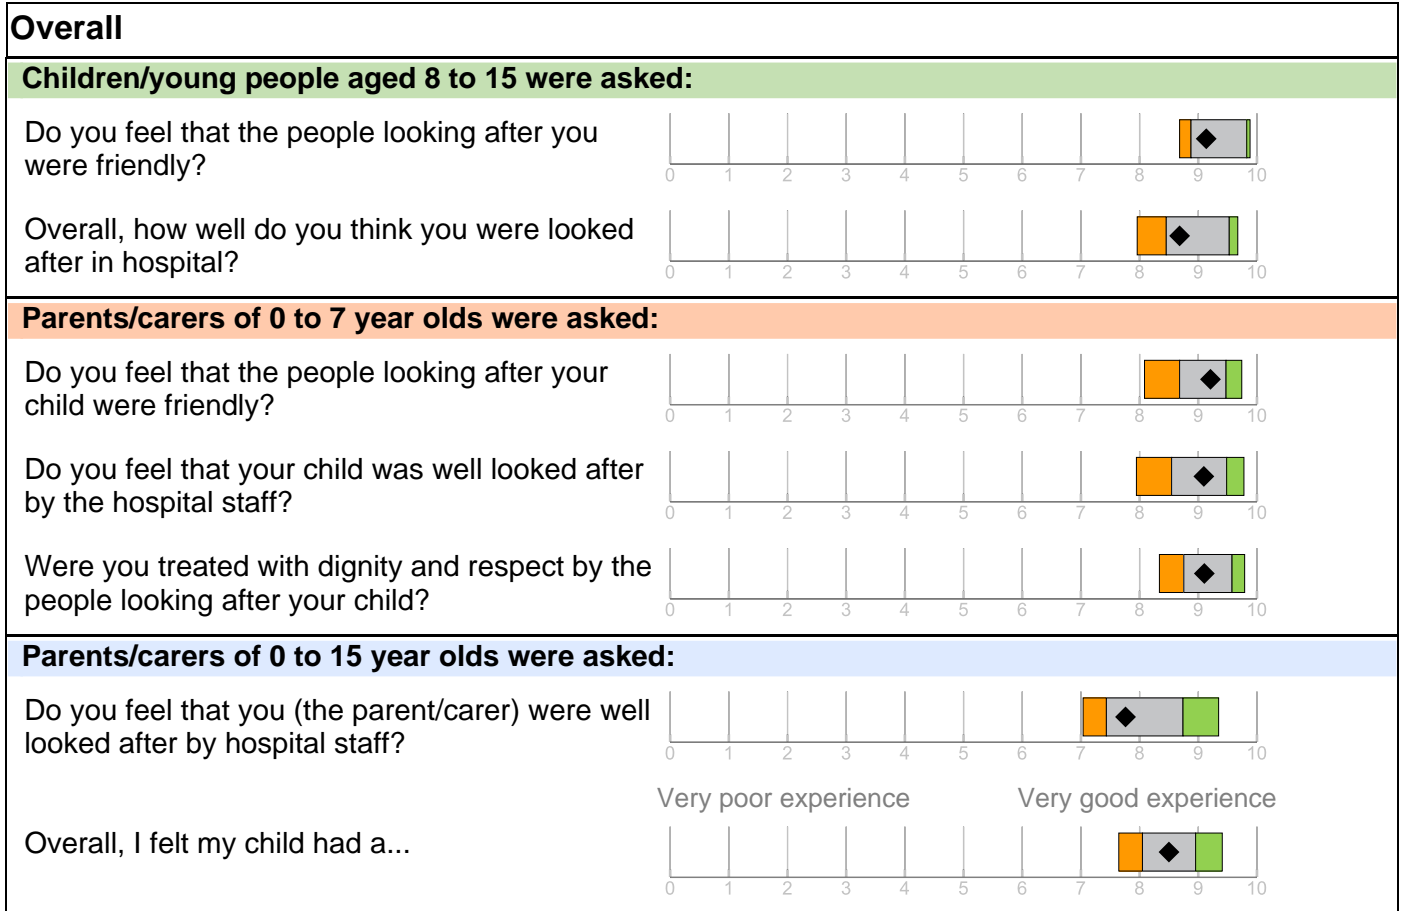 Overall
Children/young people aged 8 to 15 were asked:
Do you feel that the people looking after you
were friendly?
0 1 2 3 4 5 6 7 8 9 10
Overall, how well do you think you were looked
after in hospital?
0 1 2 3 4 5 6 7 8 9 10
Parents/carers of 0 to 7 year olds were asked:
Do you feel that the people looking after your
child were friendly?
0 1 2 3 4 5 6 7 8 9 10
Do you feel that your child was well looked after
by the hospital staff?
0 1 2 3 4 5 6 7 8 9 10
Were you treated with dignity and respect by the
people looking after your child?
0 1 2 3 4 5 6 7 8 9 10
Parents/carers of 0 to 15 year olds were asked:
Do you feel that you (the parent/carer) were well
looked after by hospital staff?
0 1 2 3 4 5 6 7 8 9 10
Very poor experience Very good experience
Overall, I felt my child had a...
0 1 2 3 4 5 6 7 8 9 10